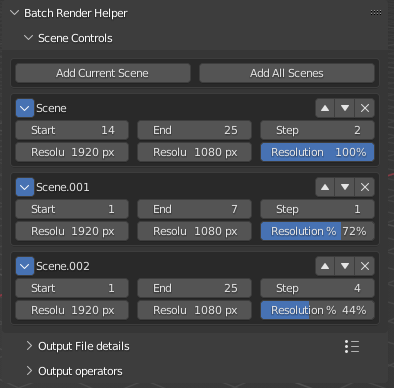 Batch Render Helper
Scene Controls
Add Current Scene Add All Scenes
Scene
Start 14 End 25 Step 2
Resolu 1920 px Resolu 1080 px Resolution 100%
Scene.001
Start 1 End 7 Step 1
Resolu 1920 px Resolu 1080 px Resolution % 72%
Scene.002
Start 1 End 25 Step 4
Resolu 1920 px Resolu 1080 px Resolution % 44%
Output File details
Output operators